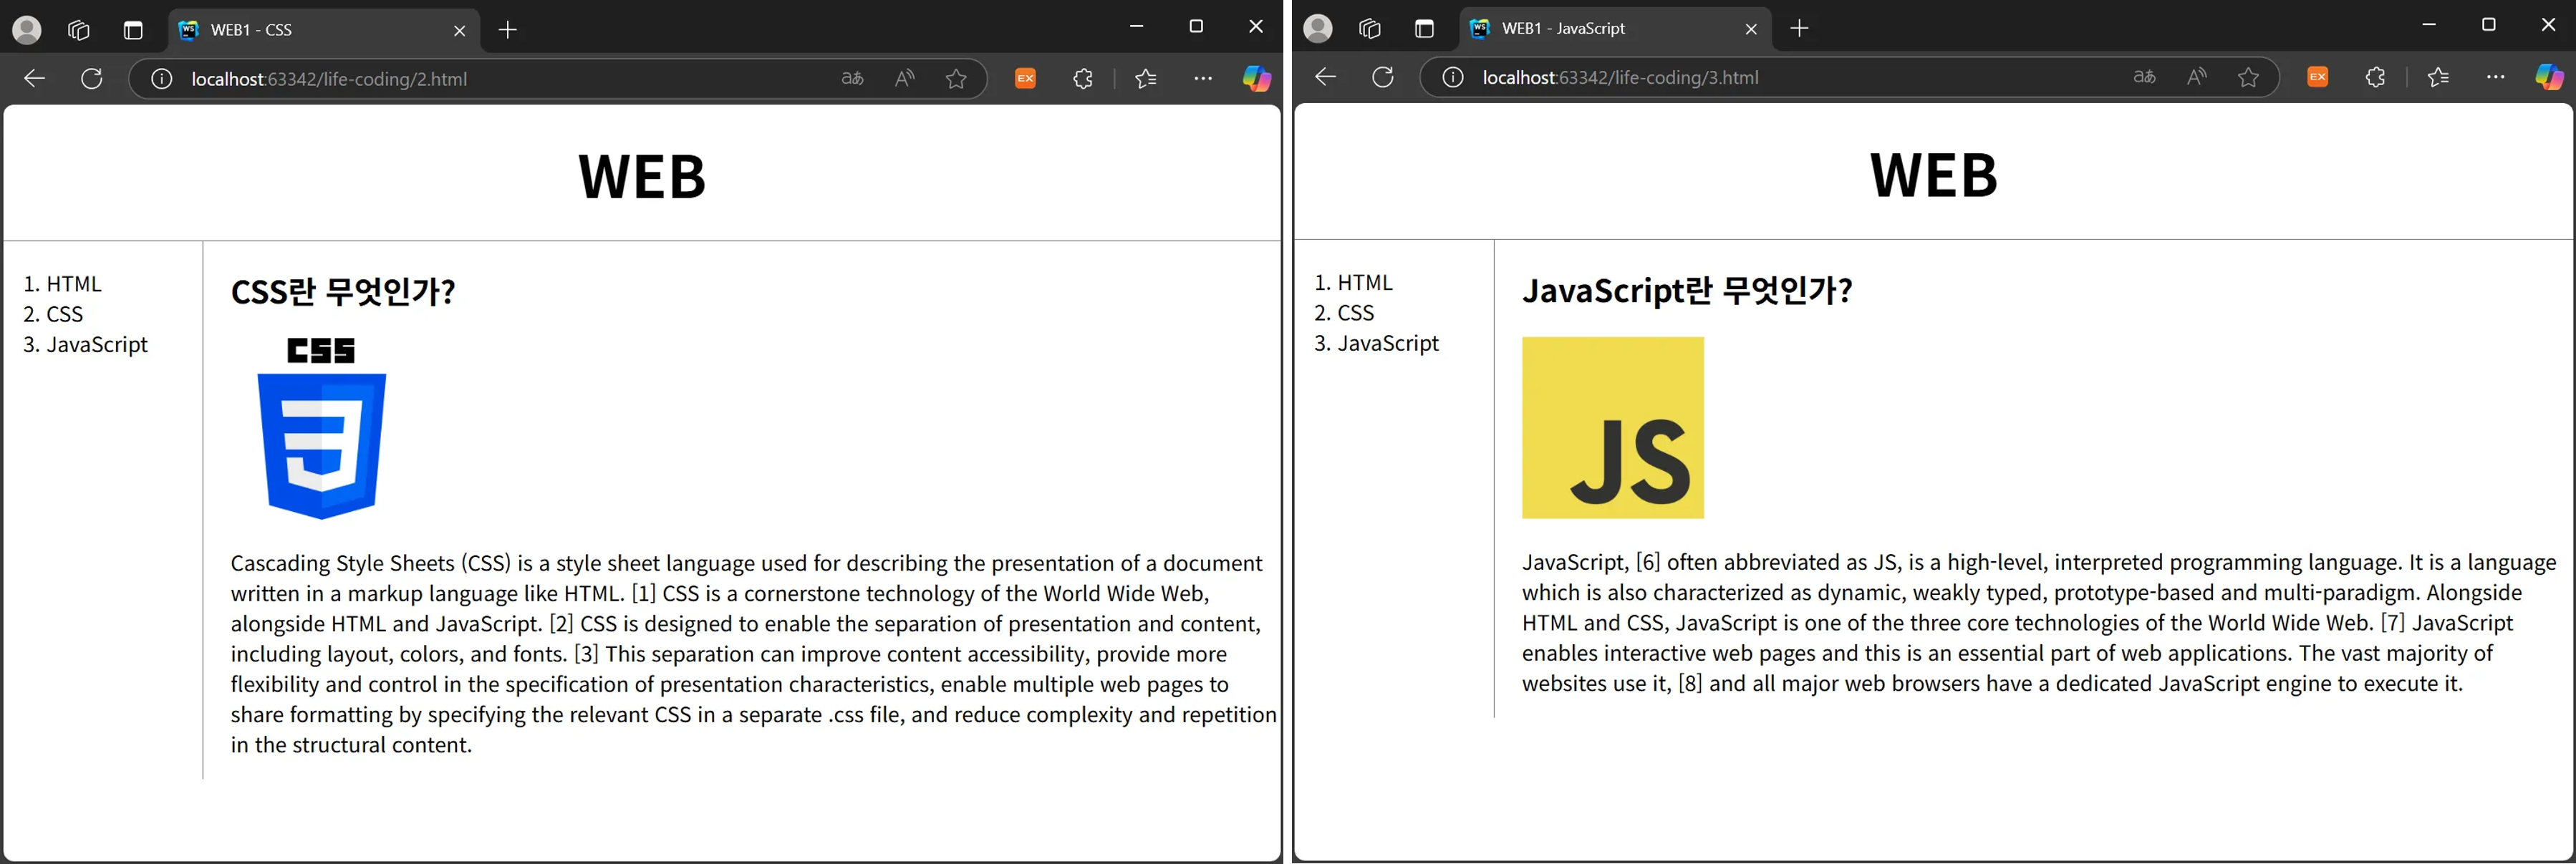 WEB1 - CSS
localhost:63342/life-coding/2.html
WEB
1. HTML
2. CSS
3. JavaScript
CSS란 무엇인가?
CSS
Cascading Style Sheets (CSS) is a style sheet language used for describing the presentation of a document
written in a markup language like HTML. [1] CSS is a cornerstone technology of the World Wide Web,
alongside HTML and JavaScript. [2] CSS is designed to enable the separation of presentation and content,
including layout, colors, and fonts. [3] This separation can improve content accessibility, provide more
flexibility and control in the specification of presentation characteristics, enable multiple web pages to
share formatting by specifying the relevant CSS in a separate .css file, and reduce complexity and repetition
in the structural content.
WEB1 - JavaScript
localhost:63342/life-coding/3.html
WEB
1. HTML
2. CSS
3. JavaScript
JavaScript란 무엇인가?
JS
JavaScript, [6] often abbreviated as JS, is a high-level, interpreted programming language. It is a language
which is also characterized as dynamic, weakly typed, prototype-based and multi-paradigm. Alongside
HTML and CSS, JavaScript is one of the three core technologies of the World Wide Web. [7] JavaScript
enables interactive web pages and this is an essential part of web applications. The vast majority of
websites use it, [8] and all major web browsers have a dedicated JavaScript engine to execute it.